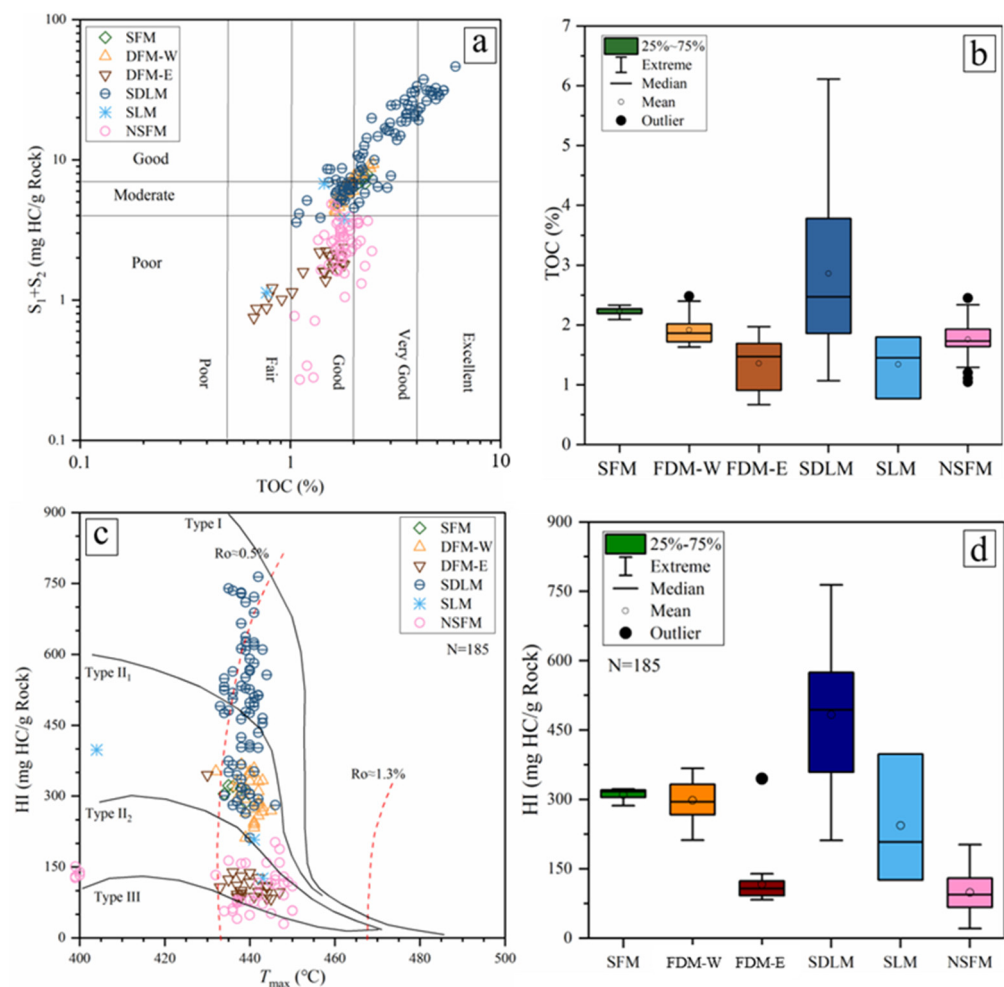 a
SFM
DFM-W
DFM-E
SDLM
SLM
NSFM
100
10
1
0.1
S₁+S₂ (mg HC/g Rock)
Good
Moderate
Poor
Poor
Fair
Good
Very Good
Excellent
0.1
1
10
TOC (%)
b
25%~75%
Extreme
Median
Mean
Outlier
7
6
5
4
3
2
1
0
TOC (%)
SFM
FDM-W
FDM-E
SDLM
SLM
NSFM
c
Type I
Ro≈0.5%
SFM
DFM-W
DFM-E
SDLM
SLM
NSFM
N=185
900
750
600
450
300
150
0
HI (mg HC/g Rock)
Type II₁
Type II₂
Type III
Ro≈1.3%
400
420
440
460
480
500
Tmax (℃)
d
25%-75%
Extreme
Median
Mean
Outlier
N=185
900
750
600
450
300
150
0
HI (mg HC/g Rock)
SFM
FDM-W
FDM-E
SDLM
SLM
NSFM